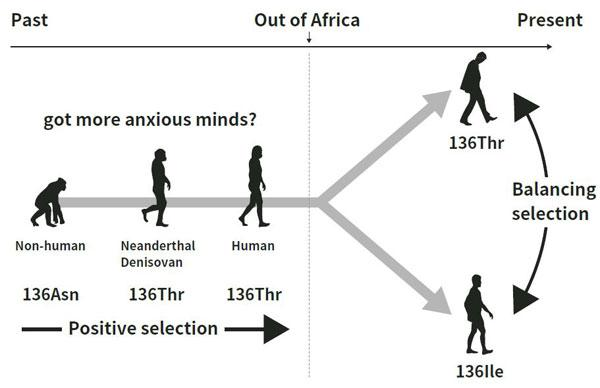 Past
Out of Africa
Present
got more anxious minds?
136Thr
Balancing
selection
Non-human
Neanderthal
Denisovan
Human
136Asn
136Thr
136Thr
Positive selection
136Ile